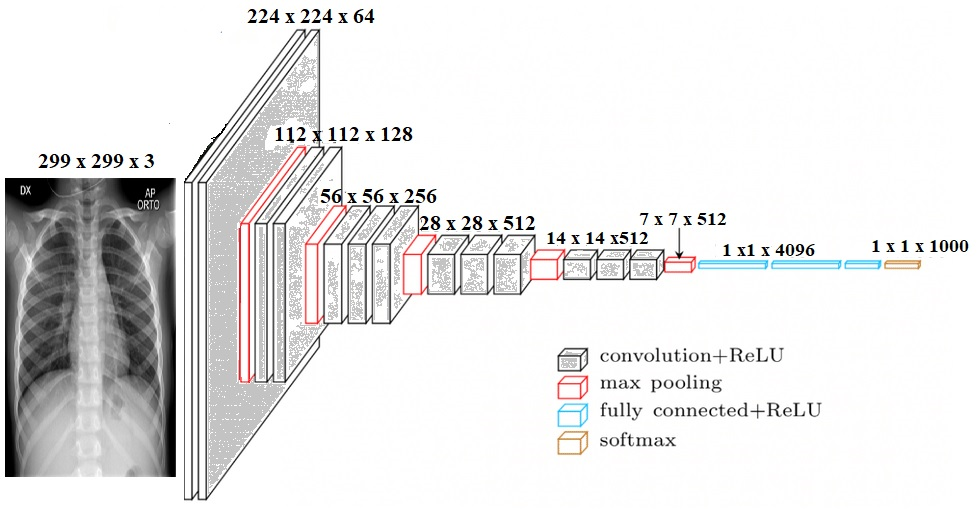 224 x 224 x 64
112 x 112 x 128
299 x 299 x 3
DX
AP
ORTO
56 x 56 x 256
28 x 28 x 512
14 x 14 x512
7 x 7 x 512
1 x1 x 4096
1 x 1 x 1000
convolution+ReLU
max pooling
fully connected+ReLU
softmax